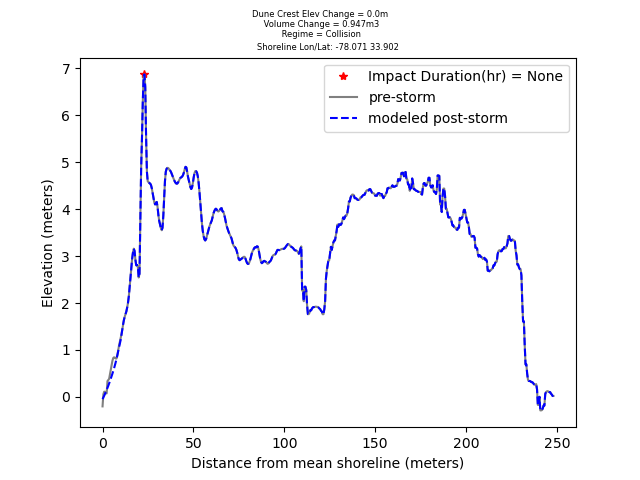 Dune Crest Elev Change = 0.0m
Volume Change = 0.947m3
Regime = Collision
Shoreline Lon/Lat: -78.071 33.902
Impact Duration(hr) = None
pre-storm
modeled post-storm
Elevation (meters)
7
6
5
4
3
2
1
0
0 50 100 150 200 250
Distance from mean shoreline (meters)